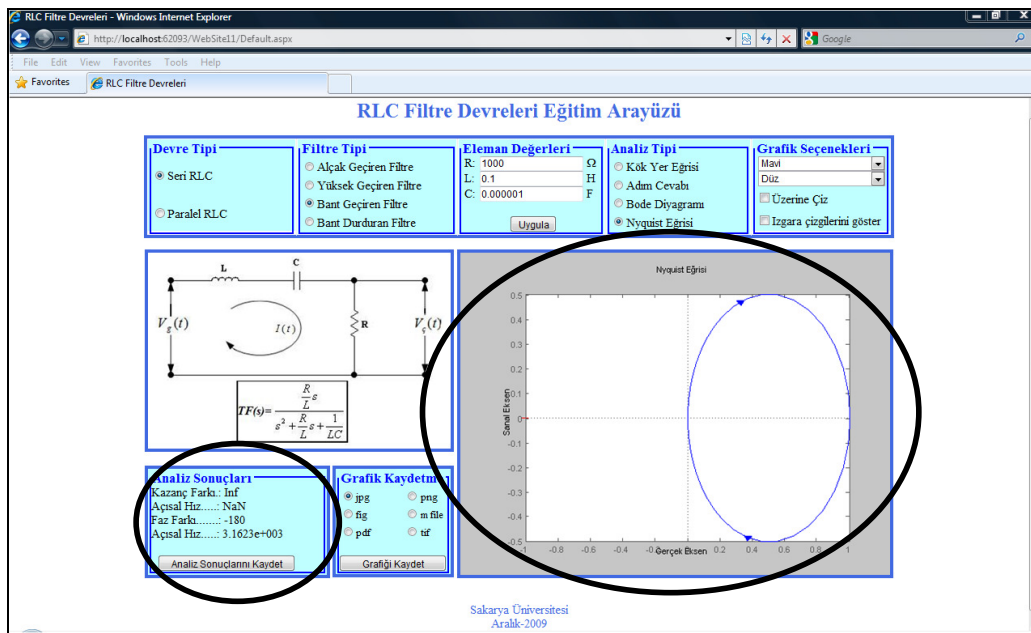 RLC Filtre Devreleri - Windows Internet Explorer
http://localhost:62093/WebSite11/Default.aspx
Google
File Edit View Favorites Tools Help
Favorites
RLC Filtre Devreleri
RLC Filtre Devreleri Eğitim Arayüzü
Devre Tipi
Seri RLC
Paralel RLC
Filtre Tipi
Alçak Geçiren Filtre
Yüksek Geçiren Filtre
Bant Geçiren Filtre
Bant Durduran Filtre
Eleman Değerleri
R: 1000 Ω
L: 0.1 H
C: 0.000001 F
Uygula
Analiz Tipi
Kök Yer Eğrisi
Adım Cevabı
Bode Diyagramı
Nyquist Eğrisi
Grafik Seçenekleri
Mavi
Düz
Üzerine Çiz
Izgara çizgilerini göster
L C
V_g(t) I(t) R V_ç(t)
TF(s)= (R/L s) / (s² + R/L s + 1/LC)
Nyquist Eğrisi
0.5
0.4
0.3
0.2
0.1
0
-0.1
-0.2
-0.3
-0.4
-0.5
Sanal Eksen
-1 -0.8 -0.6 -0.4 -0.2 0 0.2 0.4 0.6 0.8 1
Gerçek Eksen
Analiz Sonuçları
Kazanç Farkı.: Inf
Açısal Hız.....: NaN
Faz Farkı.......: -180
Açısal Hız.....: 3.1623e+003
Analiz Sonuçlarını Kaydet
Grafik Kaydetme
jpg png
fig m file
pdf tif
Grafiği Kaydet
Sakarya Üniversitesi
Aralık-2009